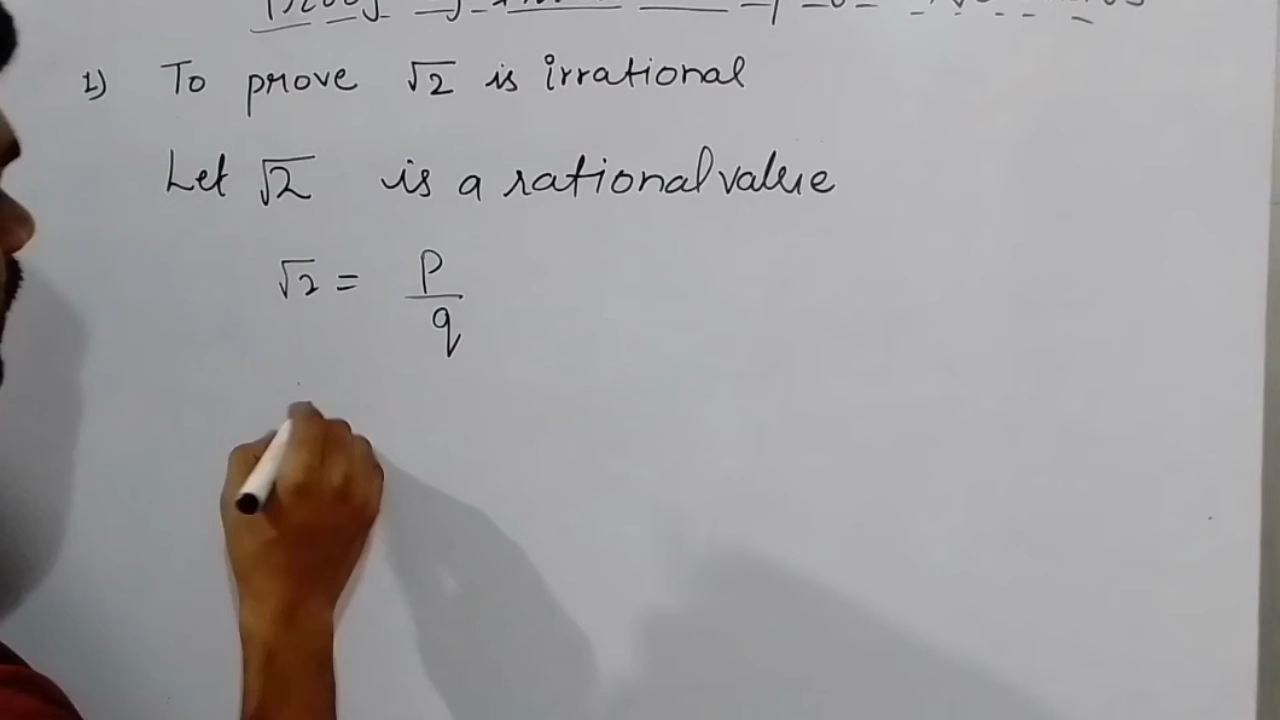 1) To prove √2 is irrational
Let √2 is a rational value
√2 = p/q